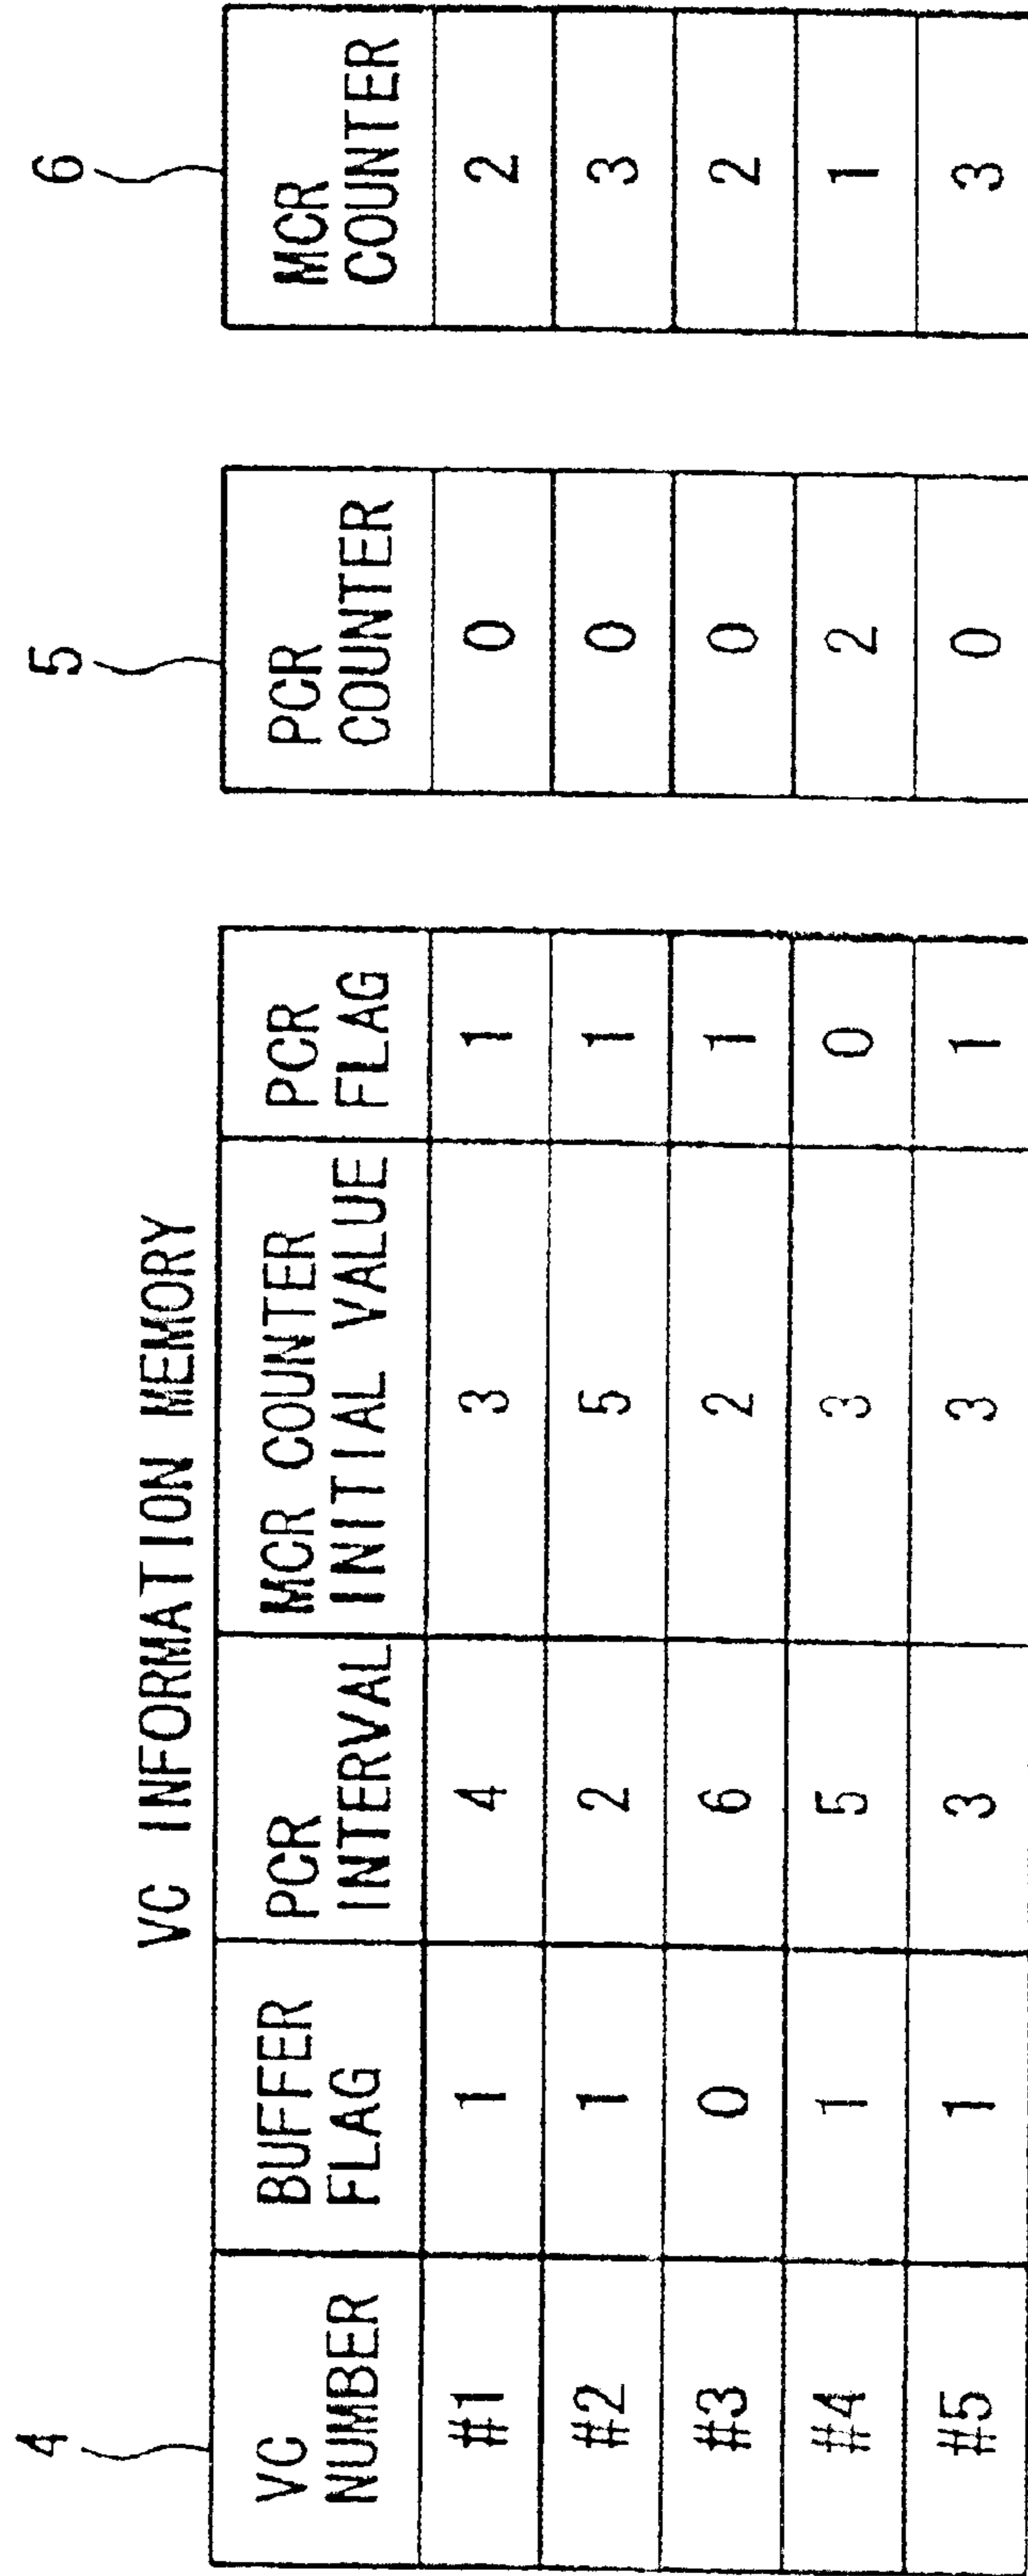 VC INFORMATION MEMORY
4
5
6
VC NUMBER BUFFER FLAG PCR INTERVAL MCR COUNTER INITIAL VALUE PCR FLAG PCR COUNTER MCR COUNTER
#1 1 4 3 1 0 2
#2 1 2 5 1 0 3
#3 0 6 2 1 0 2
#4 1 5 3 0 2 1
#5 1 3 3 1 0 3